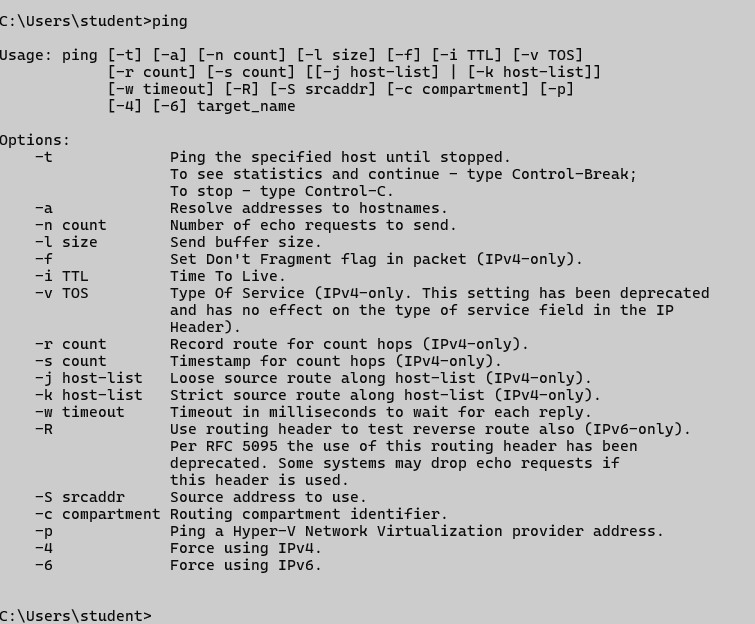 C:\Users\student>ping
Usage: ping [-t] [-a] [-n count] [-l size] [-f] [-i TTL] [-v TOS]
            [-r count] [-s count] [[-j host-list] | [-k host-list]]
            [-w timeout] [-R] [-S srcaddr] [-c compartment] [-p]
            [-4] [-6] target_name
Options:
    -t             Ping the specified host until stopped.
                   To see statistics and continue - type Control-Break;
                   To stop - type Control-C.
    -a             Resolve addresses to hostnames.
    -n count       Number of echo requests to send.
    -l size        Send buffer size.
    -f             Set Don't Fragment flag in packet (IPv4-only).
    -i TTL         Time To Live.
    -v TOS         Type Of Service (IPv4-only. This setting has been deprecated
                   and has no effect on the type of service field in the IP
                   Header).
    -r count       Record route for count hops (IPv4-only).
    -s count       Timestamp for count hops (IPv4-only).
    -j host-list   Loose source route along host-list (IPv4-only).
    -k host-list   Strict source route along host-list (IPv4-only).
    -w timeout     Timeout in milliseconds to wait for each reply.
    -R             Use routing header to test reverse route also (IPv6-only).
                   Per RFC 5095 the use of this routing header has been
                   deprecated. Some systems may drop echo requests if
                   this header is used.
    -S srcaddr     Source address to use.
    -c compartment Routing compartment identifier.
    -p             Ping a Hyper-V Network Virtualization provider address.
    -4             Force using IPv4.
    -6             Force using IPv6.
C:\Users\student>